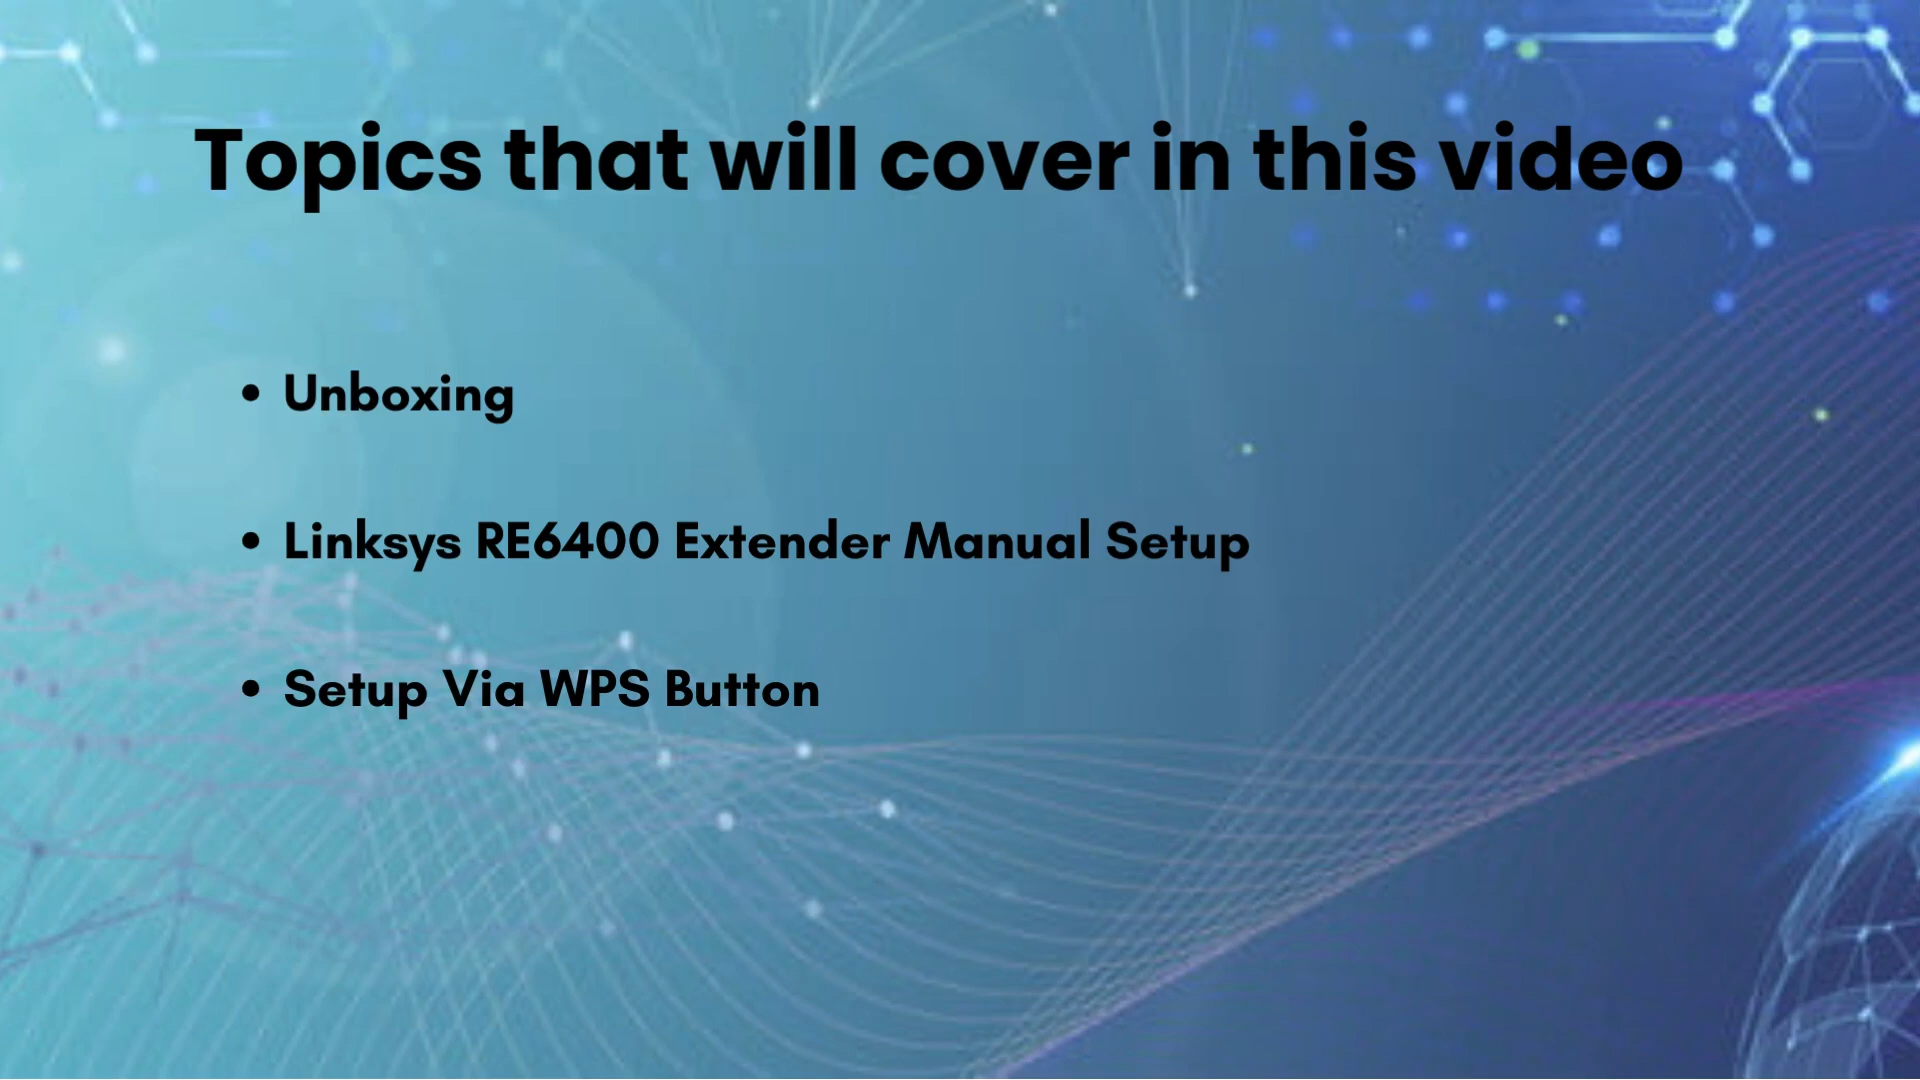 Topics that will cover in this video
• Unboxing
• Linksys RE6400 Extender Manual Setup
• Setup Via WPS Button